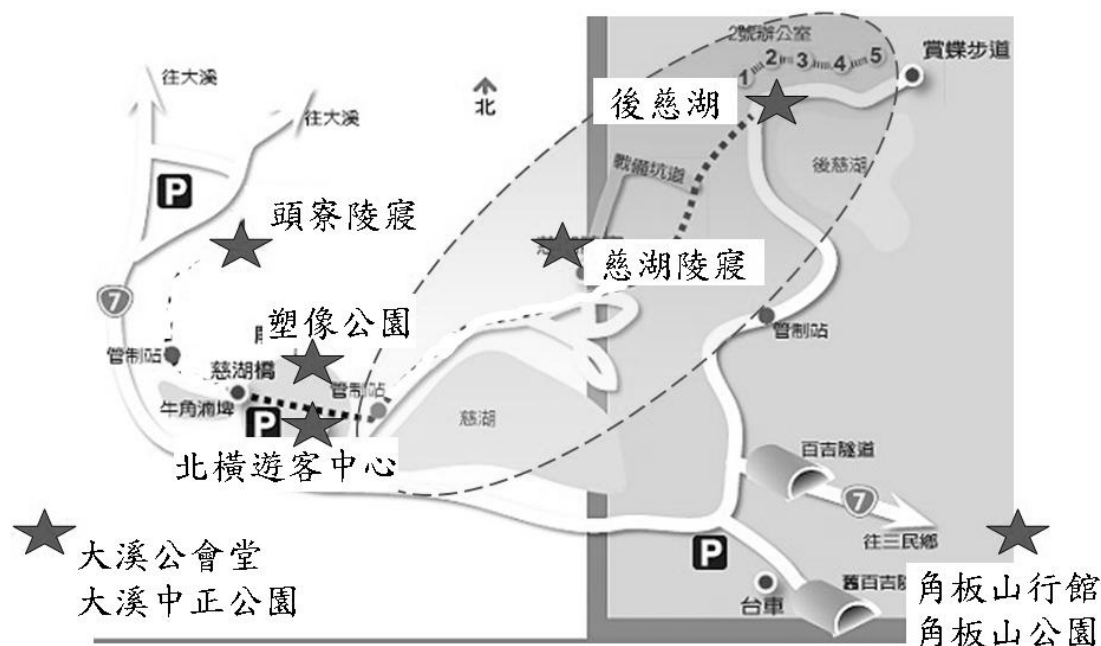 2號辦公室
1 2 3 4 5
賞蝶步道
往大溪
往大溪
北
後慈湖
戰備坑道
後慈湖
P
頭寮陵寢
慈湖陵寢
7
塑像公園
管制站
管制站
慈湖橋
管制站
牛角湳埤
P
慈湖
北橫遊客中心
百吉隧道
7
往三民鄉
大溪公會堂
大溪中正公園
P
台車
舊百吉隧
角板山行館
角板山公園